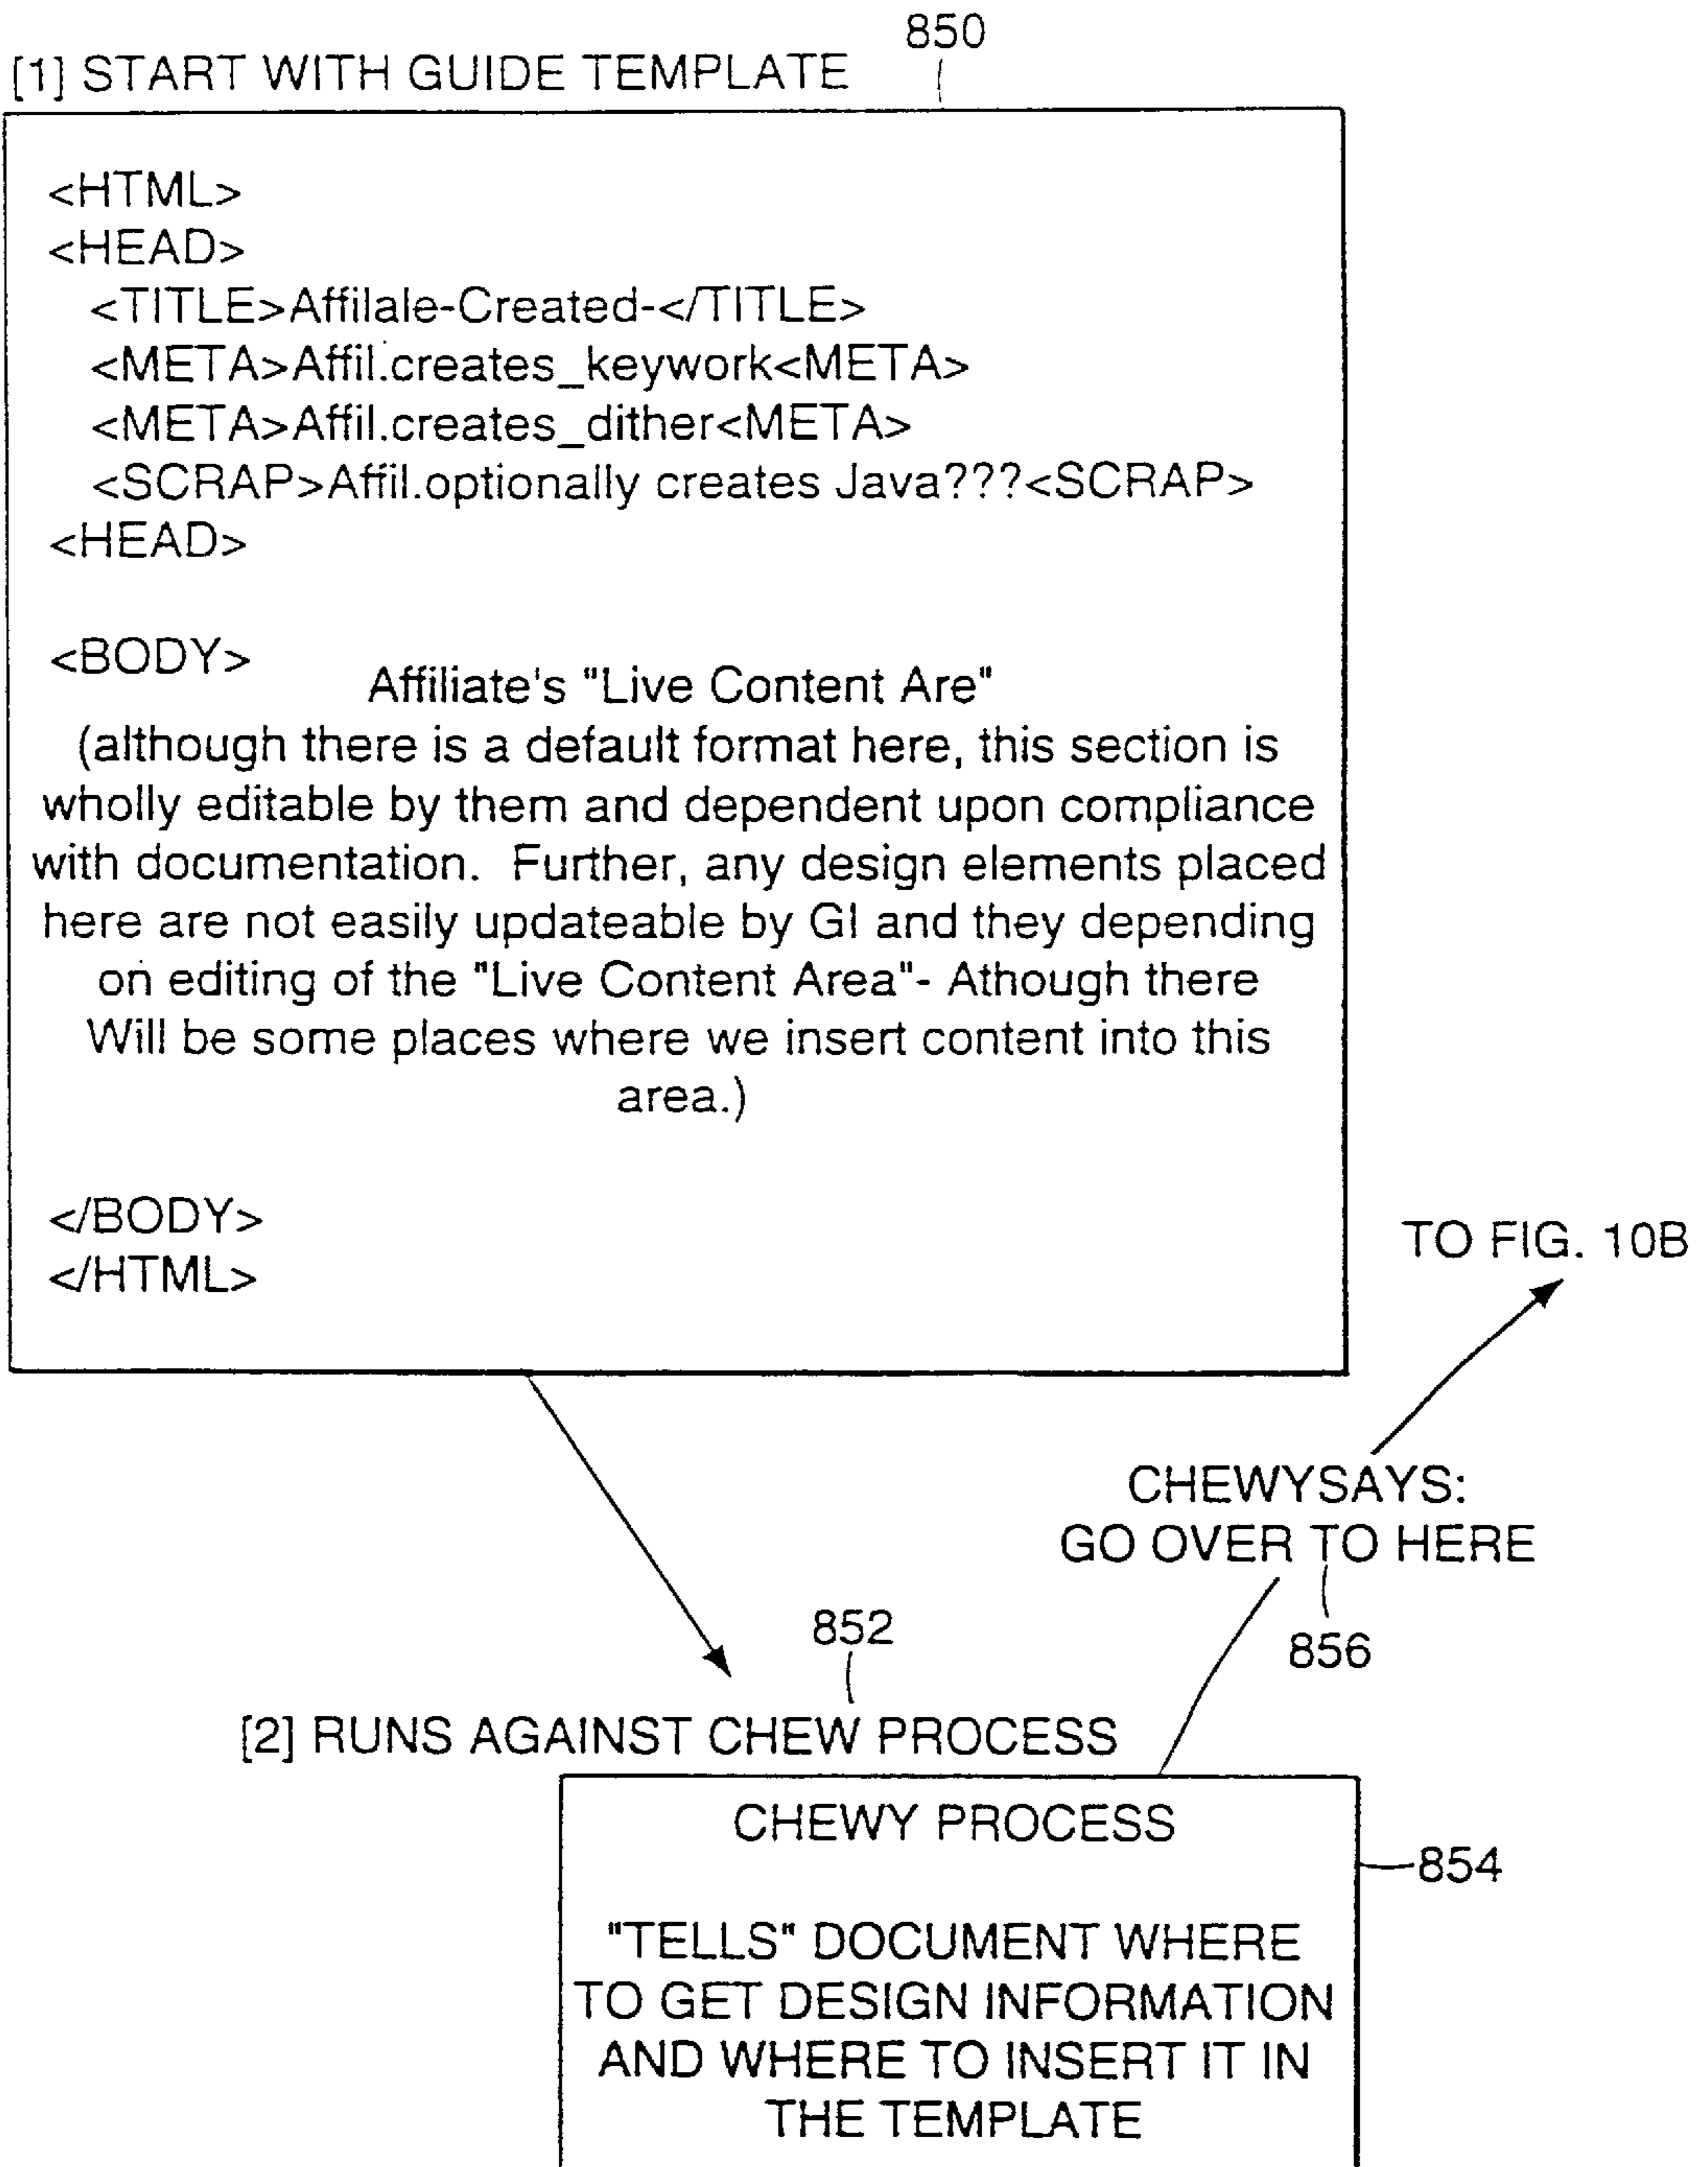 850
[1] START WITH GUIDE TEMPLATE
<HTML>
<HEAD>
<TITLE>Affilale-Created-</TITLE>
<META>Affil.creates_keywork<META>
<META>Affil.creates_dither<META>
<SCRAP>Affil.optionally creates Java???<SCRAP>
<HEAD>
<BODY>
Affiliate's "Live Content Are"
(although there is a default format here, this section is
wholly editable by them and dependent upon compliance
with documentation. Further, any design elements placed
here are not easily updateable by GI and they depending
on editing of the "Live Content Area"- Athough there
Will be some places where we insert content into this
area.)
</BODY>
</HTML>
TO FIG. 10B
CHEWYSAYS:
GO OVER TO HERE
856
852
[2] RUNS AGAINST CHEW PROCESS
CHEWY PROCESS
854
"TELLS" DOCUMENT WHERE
TO GET DESIGN INFORMATION
AND WHERE TO INSERT IT IN
THE TEMPLATE